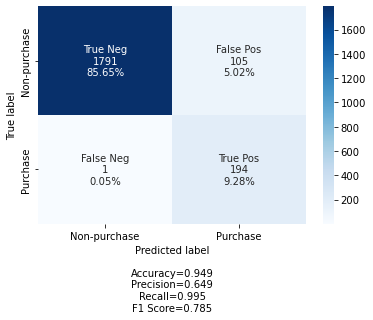 True Neg
1791
85.65%
False Pos
105
5.02%
False Neg
1
0.05%
True Pos
194
9.28%
Non-purchase
Purchase
True label
Non-purchase
Purchase
Predicted label
Accuracy=0.949
Precision=0.649
Recall=0.995
F1 Score=0.785
1600
1400
1200
1000
800
600
400
200